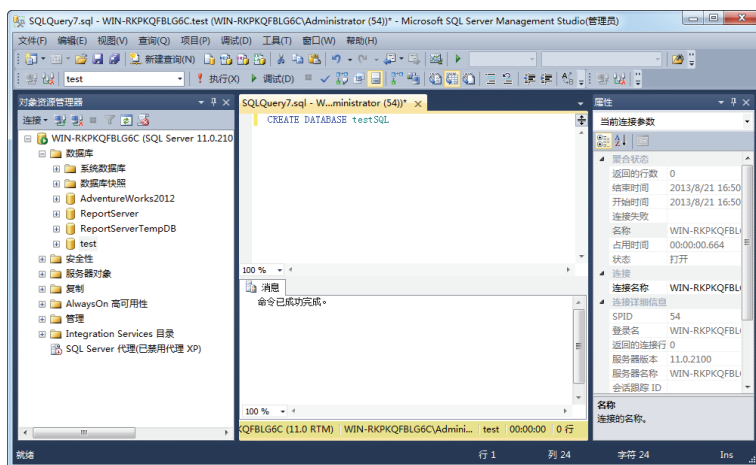 SQLQuery7.sql - WIN-RKPKQFBLG6C.test (WIN-RKPKQFBLG6C\Administrator (54))* - Microsoft SQL Server Management Studio(管理员)
文件(F) 编辑(E) 视图(V) 查询(Q) 项目(P) 调试(D) 工具(T) 窗口(W) 帮助(H)
新建查询(N)
test 执行(X) 调试(D)
对象资源管理器
连接
WIN-RKPKQFBLG6C (SQL Server 11.0.210
数据库
系统数据库
数据库快照
AdventureWorks2012
ReportServer
ReportServerTempDB
test
安全性
服务器对象
复制
AlwaysOn 高可用性
管理
Integration Services 目录
SQL Server 代理(已禁用代理 XP)
SQLQuery7.sql - W...ministrator (54))*
CREATE DATABASE testSQL
100 %
消息
命令已成功完成。
100 %
KQFBLG6C (11.0 RTM) WIN-RKPKQFBLG6C\Admini... test 00:00:00 0 行
属性
当前连接参数
聚合状态
返回的行数 0
结束时间 2013/8/21 16:50
开始时间 2013/8/21 16:50
连接失败
名称 WIN-RKPKQFBL
占用时间 00:00:00.664
状态 打开
连接
连接名称 WIN-RKPKQFBL
连接详细信息
SPID 54
登录名 WIN-RKPKQFBL
返回的连接行 0
服务器版本 11.0.2100
服务器名称 WIN-RKPKQFBL
会话跟踪 ID
名称
连接的名称。
就绪 行 1 列 24 字符 24 Ins